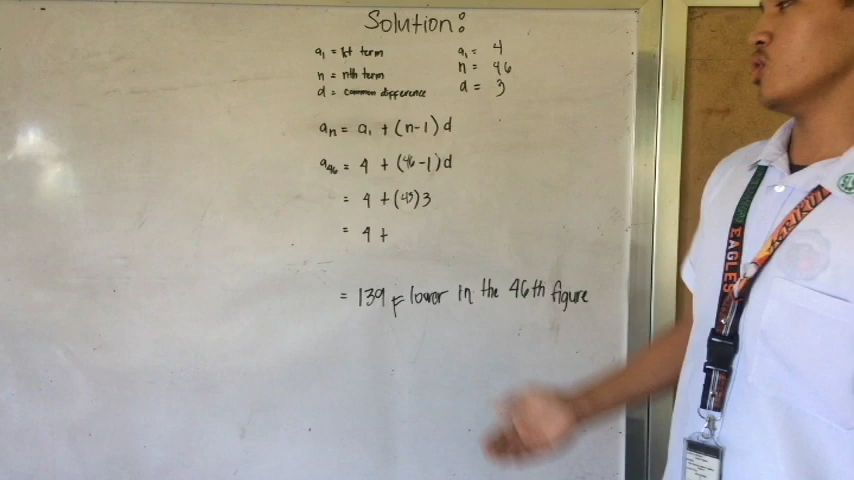 Solution:
a₁ = 1st term
a₁ = 4
n = nth term
n = 46
d = common difference
d = 3
aₙ = a₁ + (n-1)d
a₄₆ = 4 + (46-1)d
= 4 + (45)3
= 4 +
= 139 in the 46th figure
EAGLES